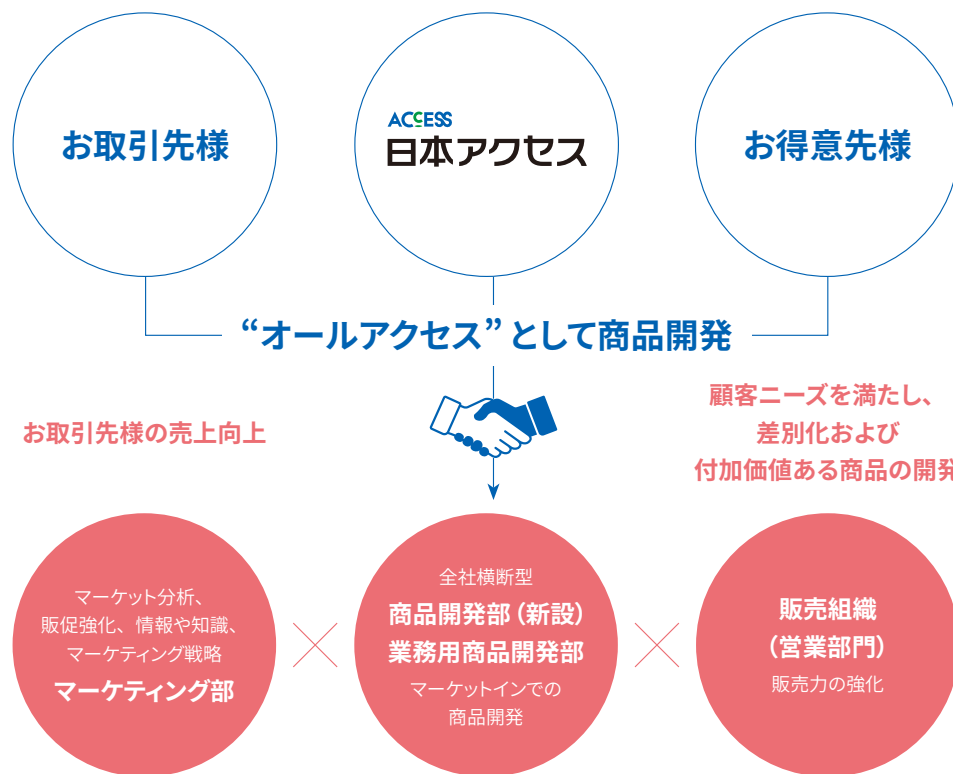 お取引先様
ACCESS
日本アクセス
お得意先様
“オールアクセス”として商品開発
お取引先様の売上向上
顧客ニーズを満たし、
差別化および
付加価値ある商品の開発
マーケット分析、
販促強化、情報や知識、
マーケティング戦略
マーケティング部
全社横断型
商品開発部（新設）
業務用商品開発部
マーケットインでの
商品開発
販売組織
（営業部門）
販売力の強化